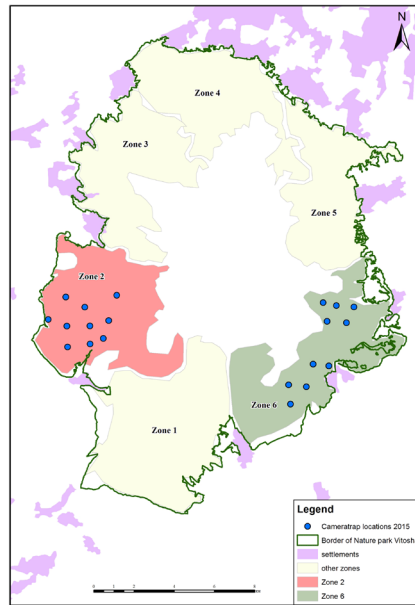 N
Zone 4
Zone 3
Zone 5
Zone 2
Zone 6
Zone 1
Legend
Cameratrap locations 2015
Border of Nature park Vitosh
settlements
other zones
Zone 2
Zone 6